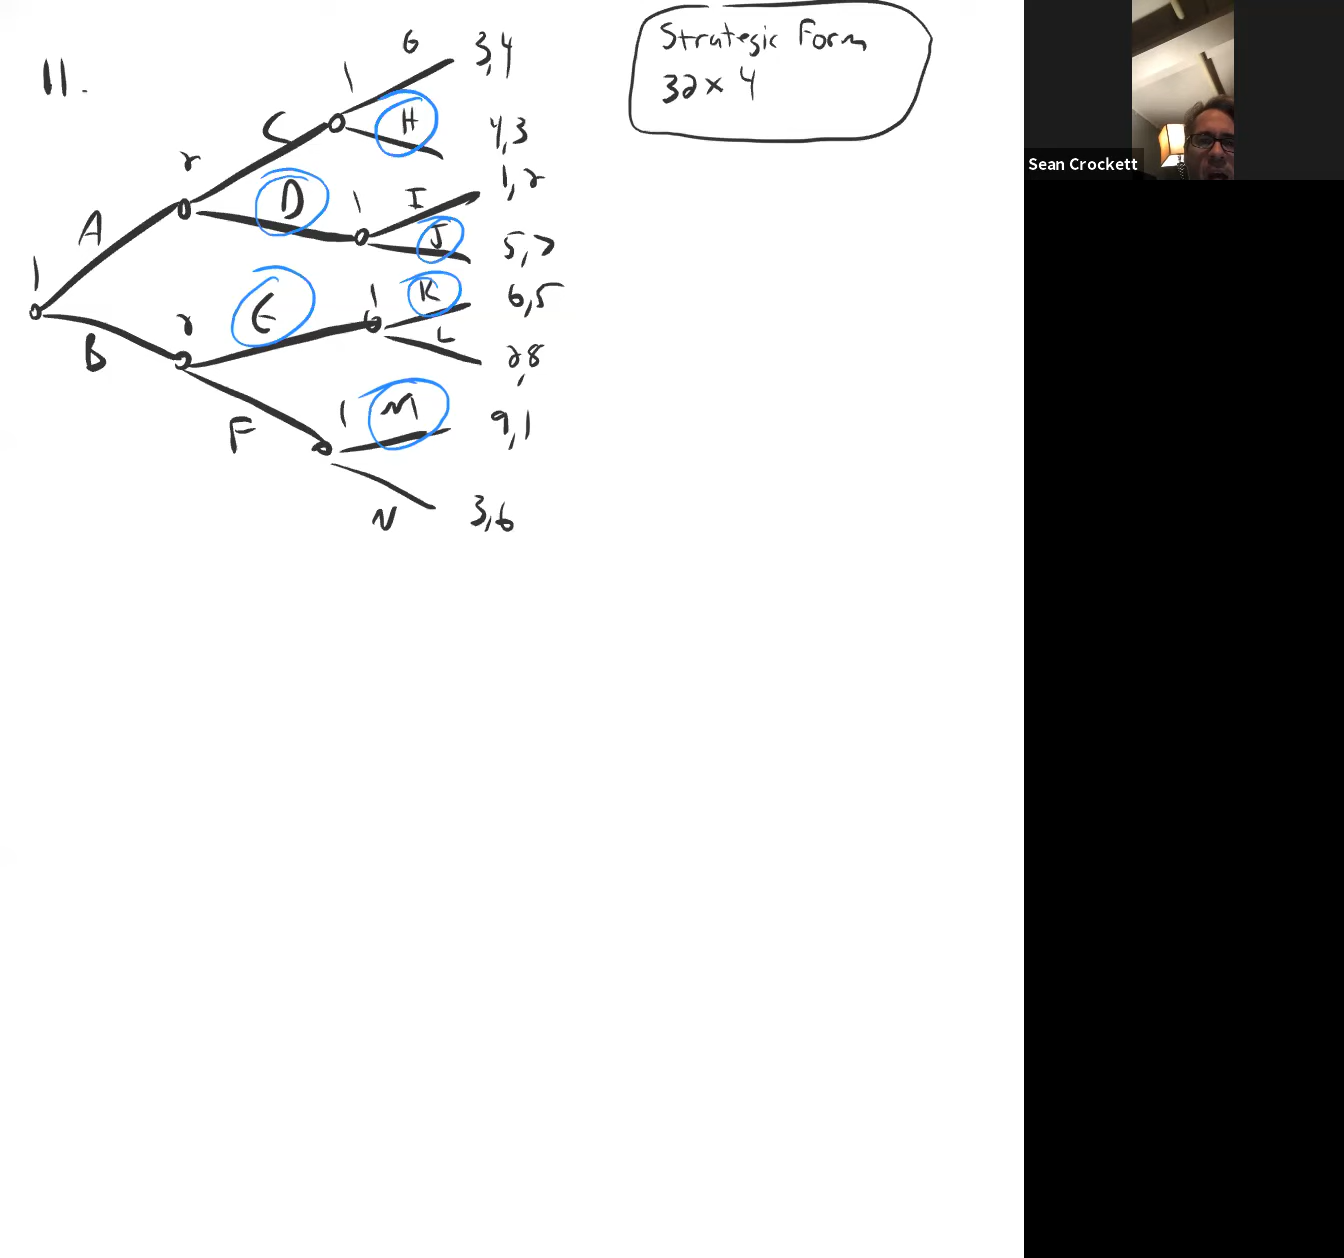 11.
Strategic Form
32 x 4
G 3,4
1
H 4,3
C
2
D
1 I 1,2
J 5,7
A
1
B
2
E
1 K 6,5
L 2,8
F
1 M 9,1
N 3,6
Sean Crockett